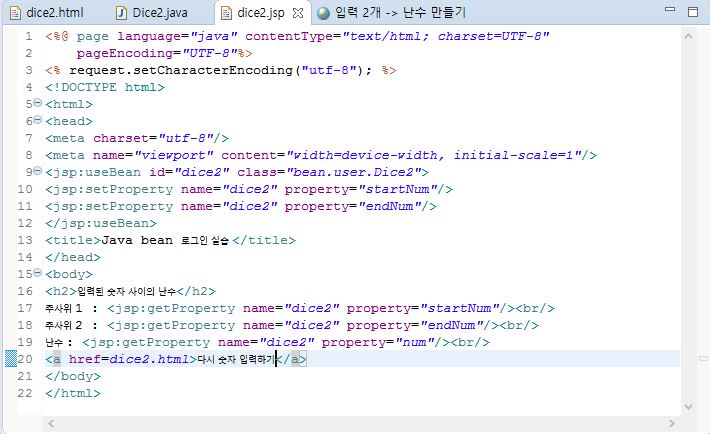 dice2.html Dice2.java dice2.jsp 입력 2개 -> 난수 만들기
1 <%@ page language="java" contentType="text/html; charset=UTF-8"
2 pageEncoding="UTF-8"%>
3 <% request.setCharacterEncoding("utf-8"); %>
4 <!DOCTYPE html>
5 <html>
6 <head>
7 <meta charset="utf-8"/>
8 <meta name="viewport" content="width=device-width, initial-scale=1"/>
9 <jsp:useBean id="dice2" class="bean.user.Dice2">
10 <jsp:setProperty name="dice2" property="startNum"/>
11 <jsp:setProperty name="dice2" property="endNum"/>
12 </jsp:useBean>
13 <title>Java bean 로그인 실습</title>
14 </head>
15 <body>
16 <h2>입력된 숫자 사이의 난수</h2>
17 주사위 1 : <jsp:getProperty name="dice2" property="startNum"/><br/>
18 주사위 2 : <jsp:getProperty name="dice2" property="endNum"/><br/>
19 난수 : <jsp:getProperty name="dice2" property="num"/><br/>
20 <a href=dice2.html>다시 숫자 입력하기</a>
21 </body>
22 </html>